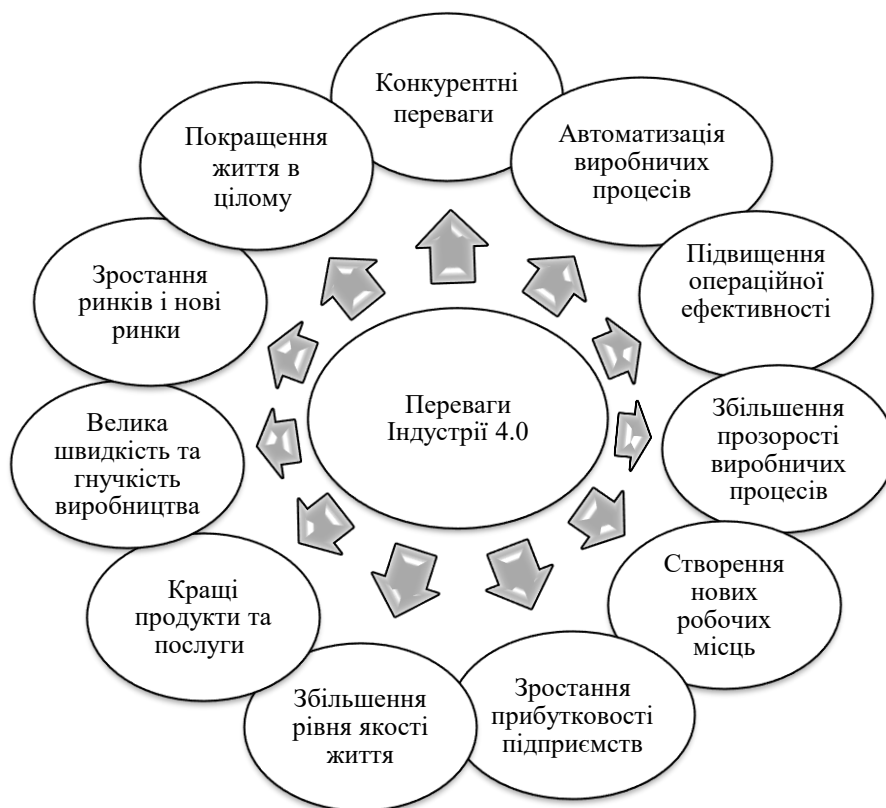 Конкурентні
переваги
Автоматизація
виробничих
процесів
Підвищення
операційної
ефективності
Збільшення
прозорості
виробничих
процесів
Створення
нових
робочих
місць
Зростання
прибутковості
підприємств
Збільшення
рівня якості
життя
Кращі
продукти та
послуги
Велика
швидкість та
гнучкість
виробництва
Зростання
ринків і нові
ринки
Покращення
життя в
цілому
Переваги
Індустрії 4.0